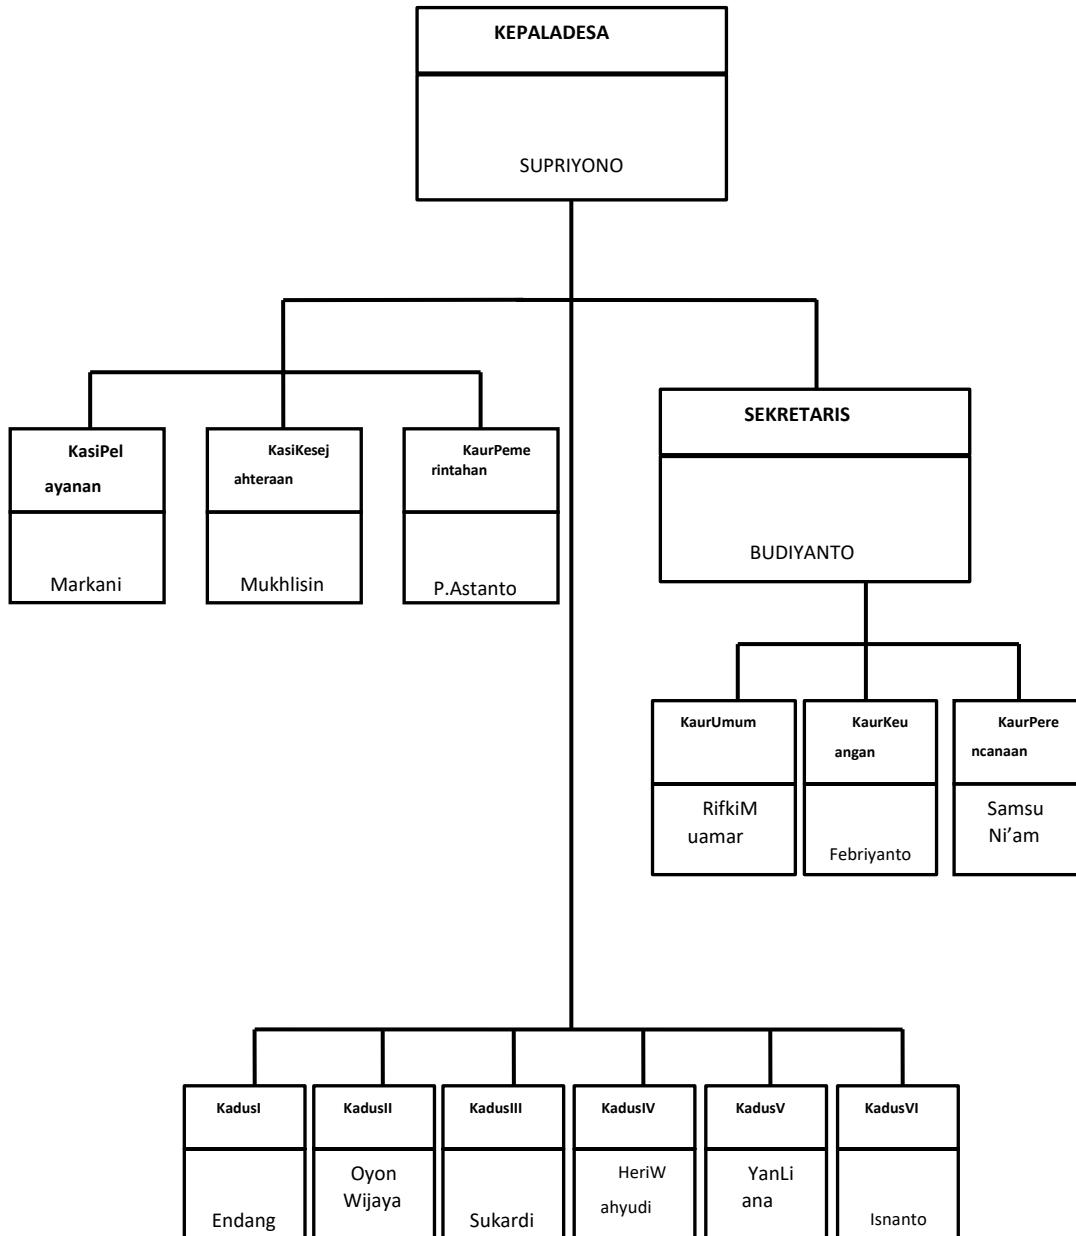 KEPALADESA
SUPRIYONO
KasiPel
ayanan
Markani
KasiKesej
ahteraan
Mukhlisin
KaurPeme
rintahan
P.Astanto
SEKRETARIS
BUDIYANTO
KaurUmum
RifkiM
uamar
KaurKeu
angan
Febriyanto
KaurPere
ncanaan
Samsu
Ni’am
KadusI
Endang
KadusII
Oyon
Wijaya
KadusIII
Sukardi
KadusIV
HeriW
ahyudi
KadusV
YanLi
ana
KadusVI
Isnanto